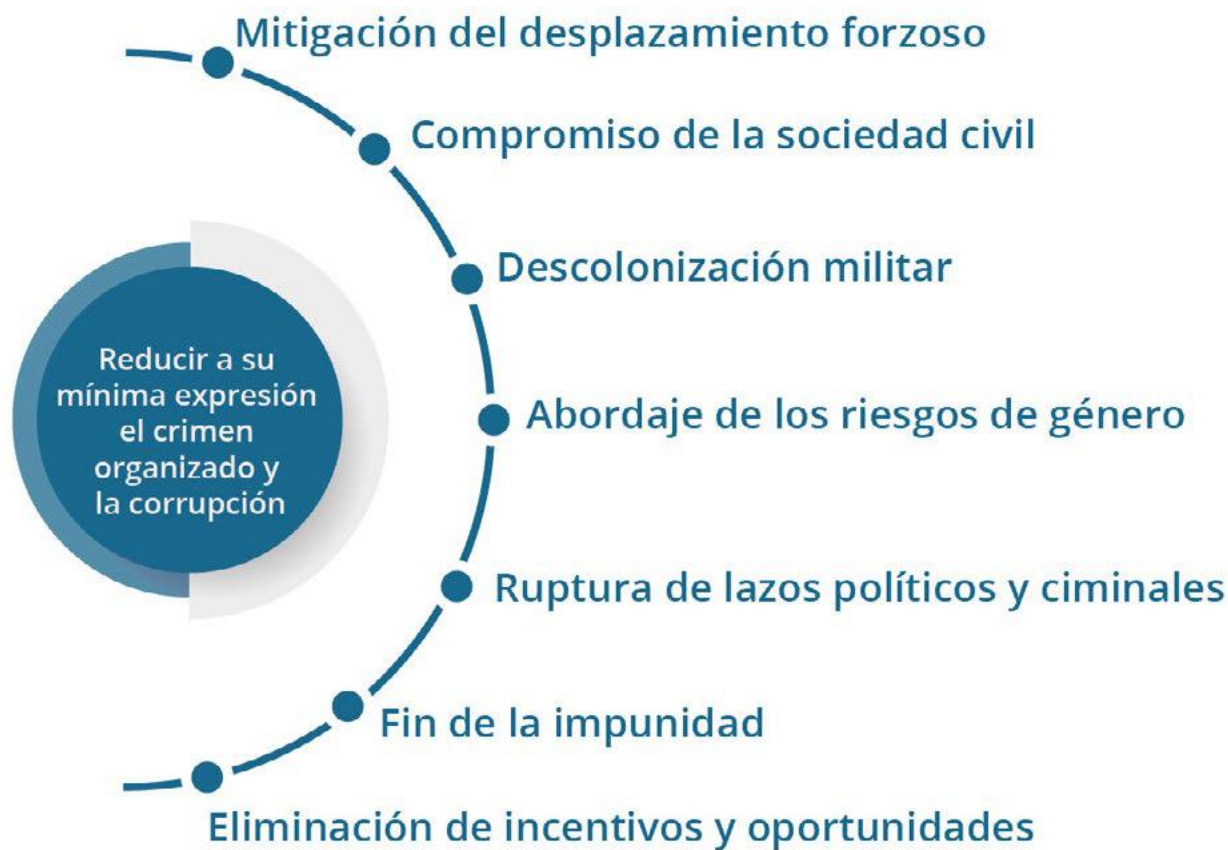 Mitigación del desplazamiento forzoso
Compromiso de la sociedad civil
Descolonización militar
Reducir a su
mínima expresión
el crimen
organizado y
la corrupción
Abordaje de los riesgos de género
Ruptura de lazos políticos y ciminales
Fin de la impunidad
Eliminación de incentivos y oportunidades